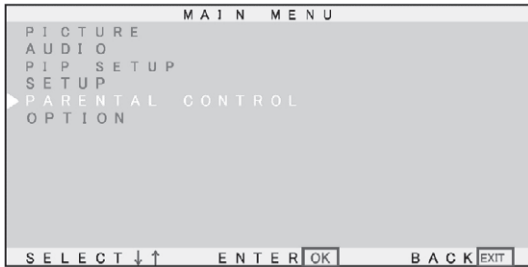 MAIN MENU
PICTURE
AUDIO
PIP SETUP
SETUP
PARENTAL CONTROL
OPTION
SELECT↓↑ ENTER OK BACK EXIT